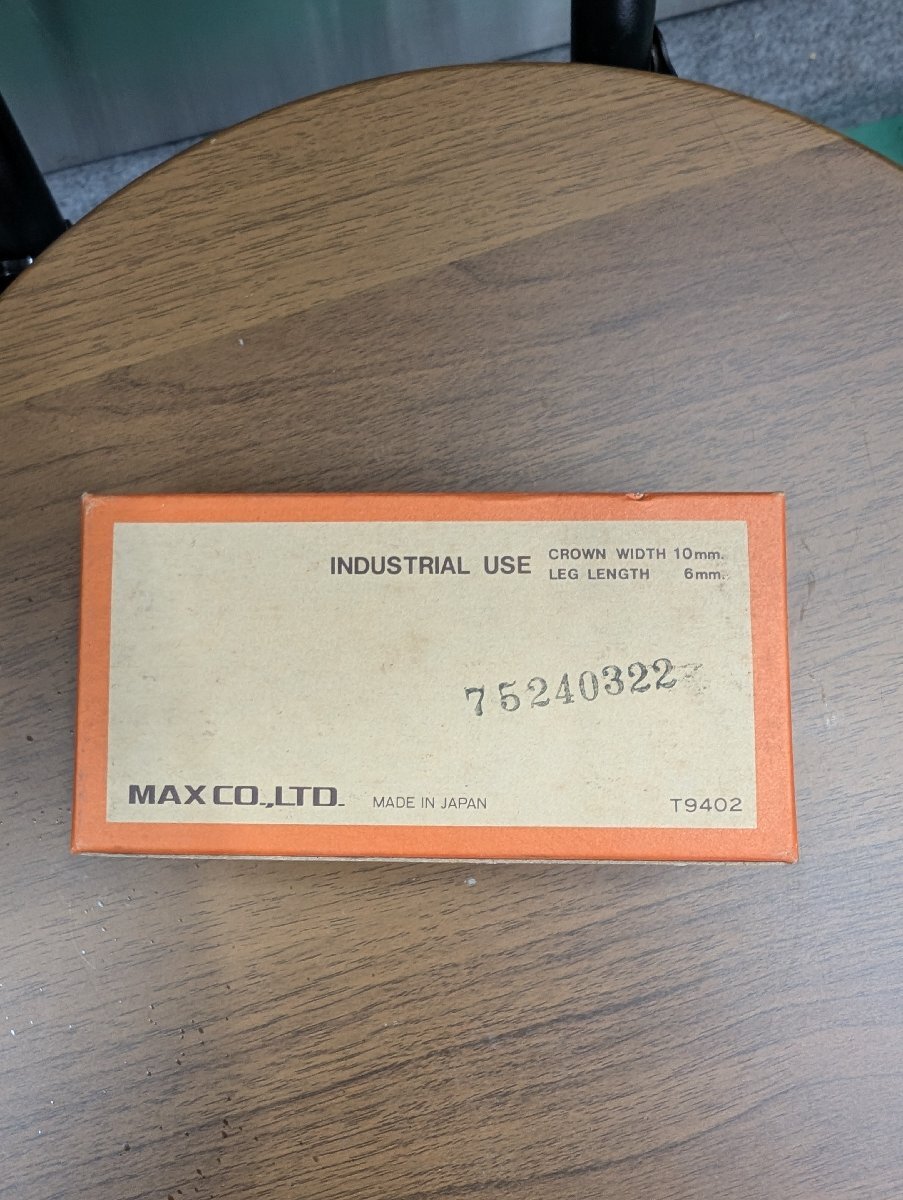 INDUSTRIAL USE
CROWN WIDTH 10mm.
LEG LENGTH 6mm.
75240322
MAX CO.,LTD.
MADE IN JAPAN
T9402